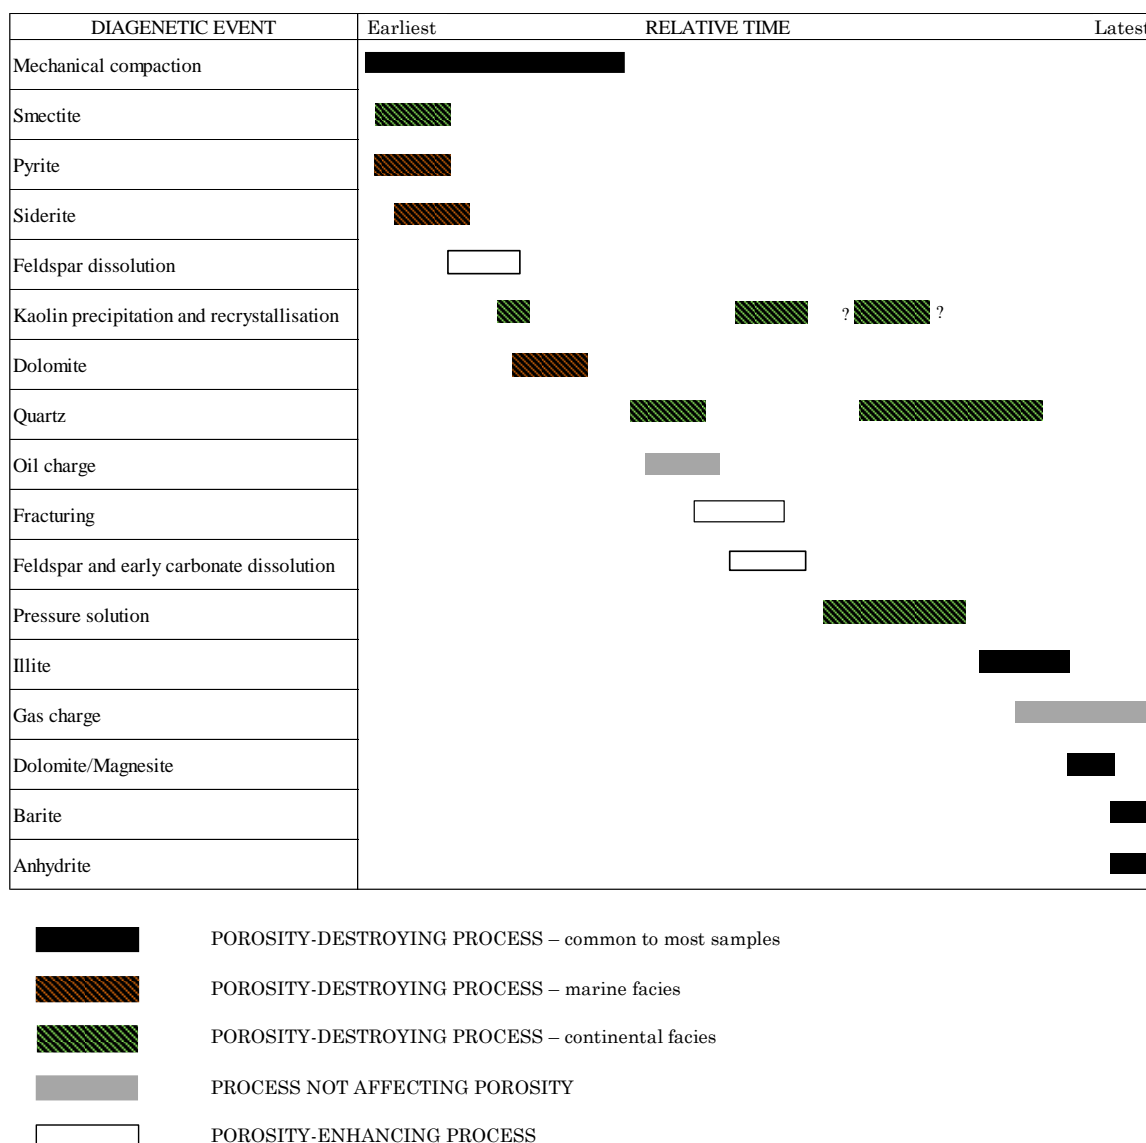 DIAGENETIC EVENT Earliest RELATIVE TIME Latest
Mechanical compaction
Smectite
Pyrite
Siderite
Feldspar dissolution
Kaolin precipitation and recrystallisation ? ?
Dolomite
Quartz
Oil charge
Fracturing
Feldspar and early carbonate dissolution
Pressure solution
Illite
Gas charge
Dolomite/Magnesite
Barite
Anhydrite
POROSITY-DESTROYING PROCESS – common to most samples
POROSITY-DESTROYING PROCESS – marine facies
POROSITY-DESTROYING PROCESS – continental facies
PROCESS NOT AFFECTING POROSITY
POROSITY-ENHANCING PROCESS